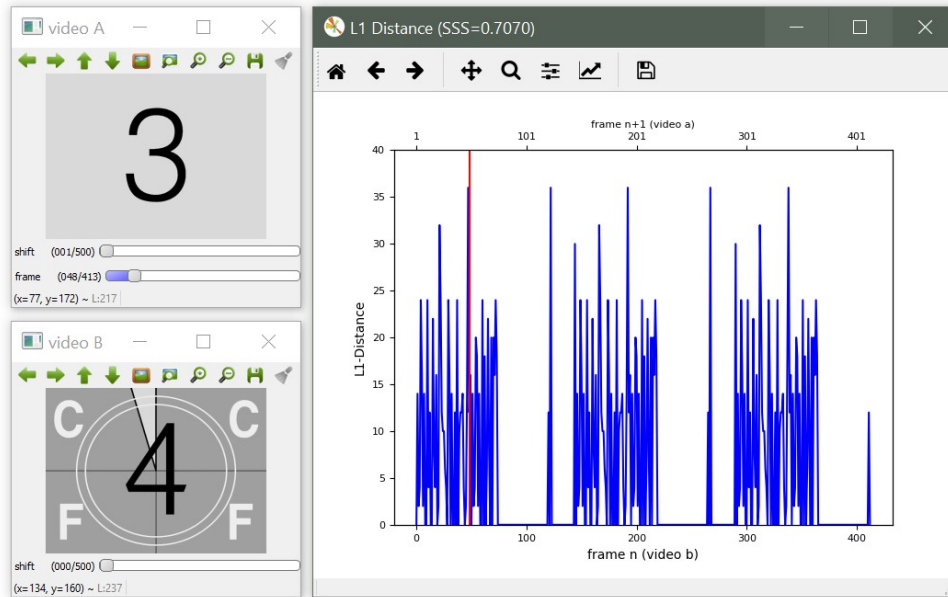 video A
3
shift (001/500)
frame (048/413)
(x=77, y=172) ~ L:217
video B
C C
4
F F
shift (000/500)
(x=134, y=160) ~ L:237
L1 Distance (SSS=0.7070)
frame n+1 (video a)
1 101 201 301 401
40
35
30
25
20
15
10
5
0
L1-Distance
0 100 200 300 400
frame n (video b)